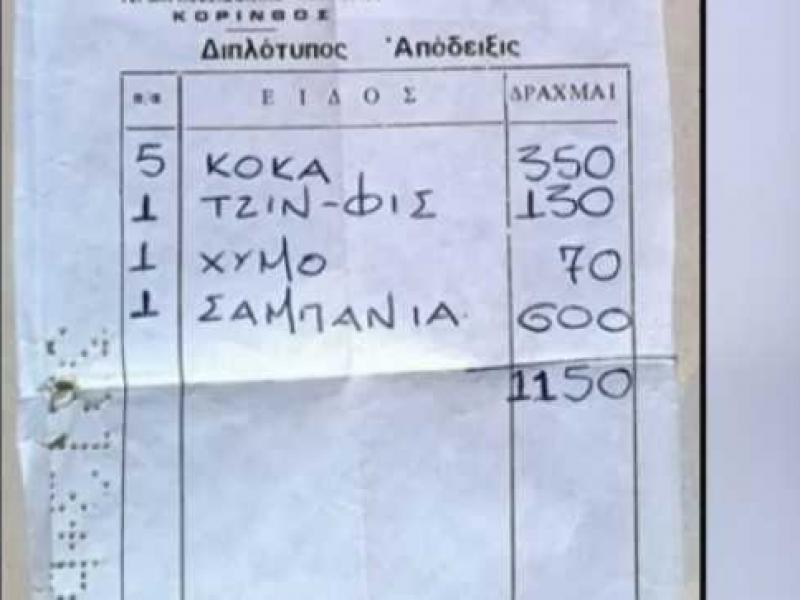 ΚΟΡΙΝΘΟΣ
Διπλότυπος Ἀπόδειξις
ΕΙΔΟΣ ΔΡΑΧΜΑΙ
5 ΚΟΚΑ 350
1 ΤΖΙΝ-ΦΙΣ 130
1 ΧΥΜΟ 70
1 ΣΑΜΠΑΝΙΑ. 600
1150